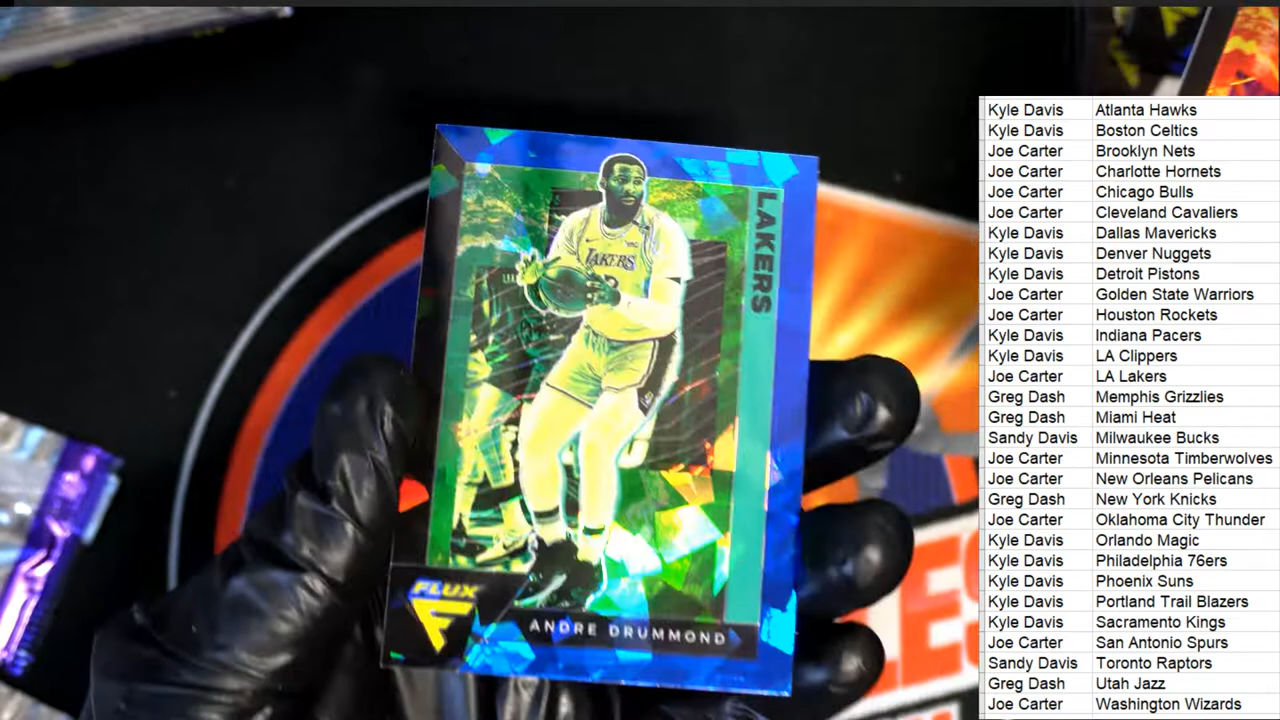 LAKERS
LAKERS
FLUX
ANDRE DRUMMOND
Kyle Davis Atlanta Hawks
Kyle Davis Boston Celtics
Joe Carter Brooklyn Nets
Joe Carter Charlotte Hornets
Joe Carter Chicago Bulls
Joe Carter Cleveland Cavaliers
Kyle Davis Dallas Mavericks
Kyle Davis Denver Nuggets
Kyle Davis Detroit Pistons
Joe Carter Golden State Warriors
Joe Carter Houston Rockets
Kyle Davis Indiana Pacers
Kyle Davis LA Clippers
Joe Carter LA Lakers
Greg Dash Memphis Grizzlies
Greg Dash Miami Heat
Sandy Davis Milwaukee Bucks
Joe Carter Minnesota Timberwolves
Joe Carter New Orleans Pelicans
Greg Dash New York Knicks
Joe Carter Oklahoma City Thunder
Kyle Davis Orlando Magic
Kyle Davis Philadelphia 76ers
Kyle Davis Phoenix Suns
Kyle Davis Portland Trail Blazers
Kyle Davis Sacramento Kings
Joe Carter San Antonio Spurs
Sandy Davis Toronto Raptors
Greg Dash Utah Jazz
Joe Carter Washington Wizards